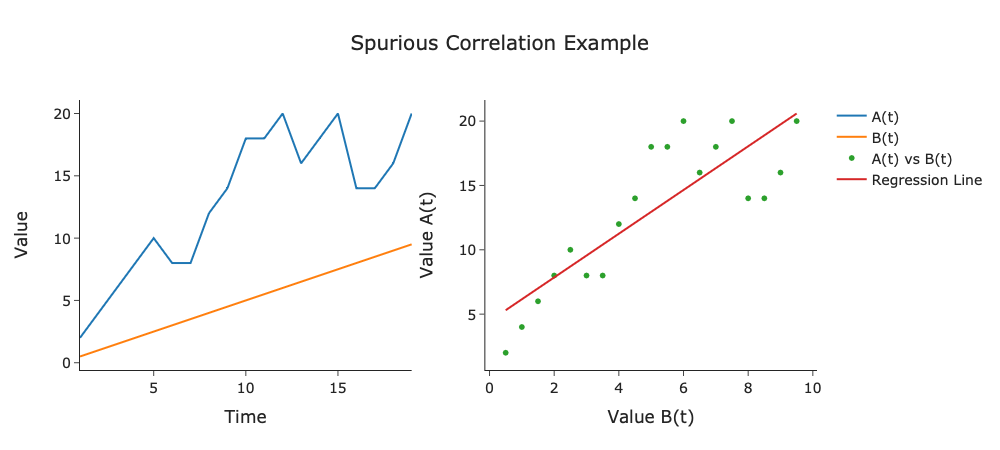 Spurious Correlation Example
Value
20
15
10
5
0
5
10
15
Time
Value A(t)
20
15
10
5
0
2
4
6
8
10
Value B(t)
A(t)
B(t)
A(t) vs B(t)
Regression Line